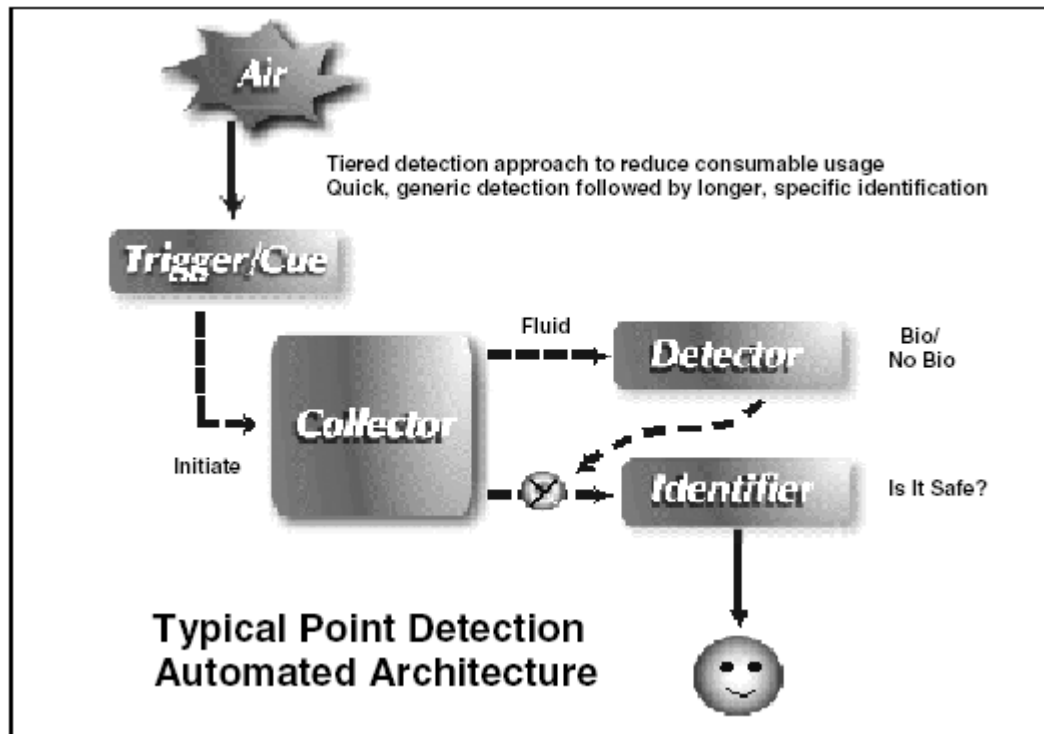 Air
Tiered detection approach to reduce consumable usage
Quick, generic detection followed by longer, specific identification
Trigger/Cue
Fluid
Detector
Bio/
No Bio
Collector
Initiate
Identifier
Is It Safe?
Typical Point Detection
Automated Architecture